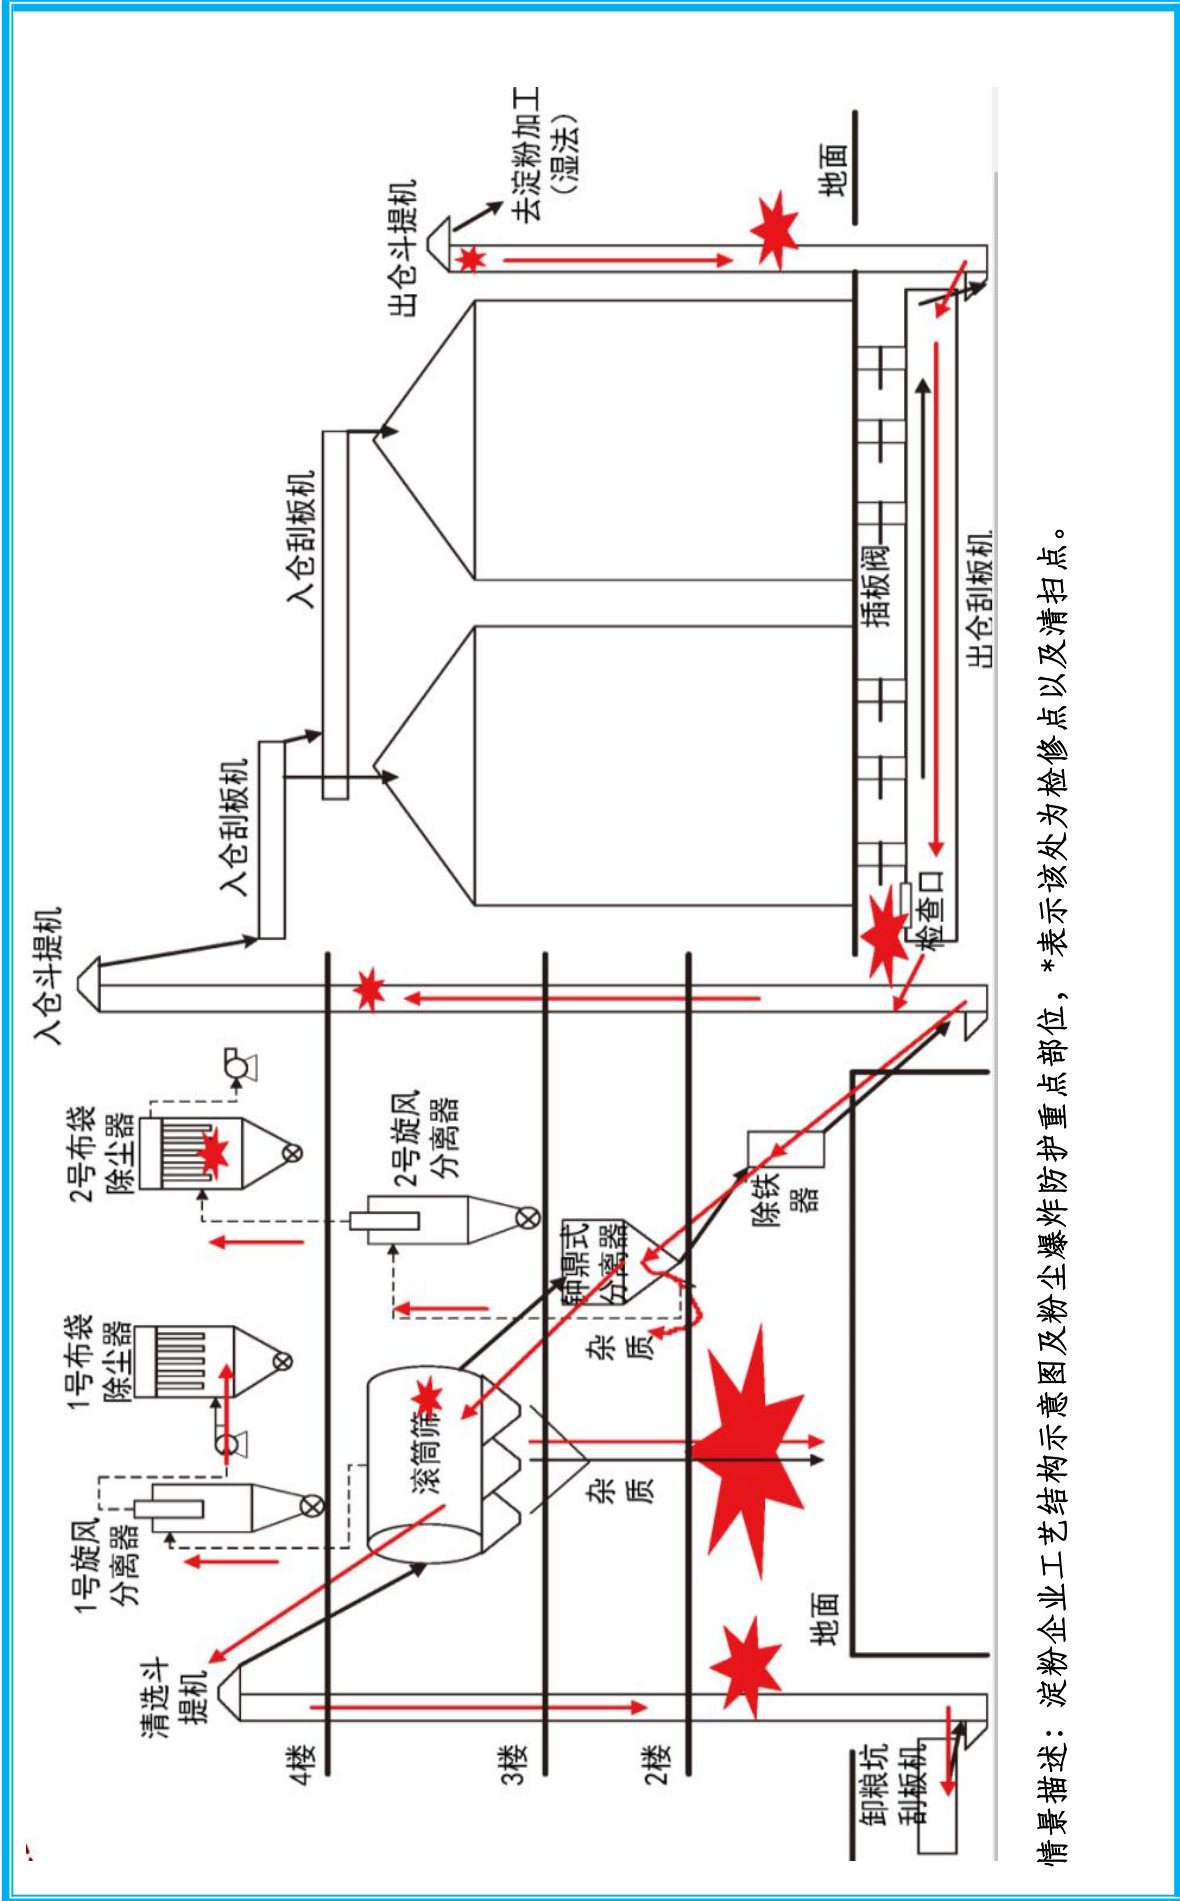 入仓斗提机
入仓刮板机
入仓刮板机
出仓斗提机
去淀粉加工
（湿法）
2号布袋
除尘器
1号布袋
除尘器
1号旋风
分离器
2号旋风
分离器
清选斗
提机
4楼
3楼
2楼
滚筒筛
钟鼎式
分离器
杂
质
杂
质
除铁
器
地面
地面
插板阀
检查口
出仓刮板机
卸粮坑
刮板机
情景描述：淀粉企业工艺结构示意图及粉尘爆炸防护重点部位，*表示该处为检修点以及清扫点。